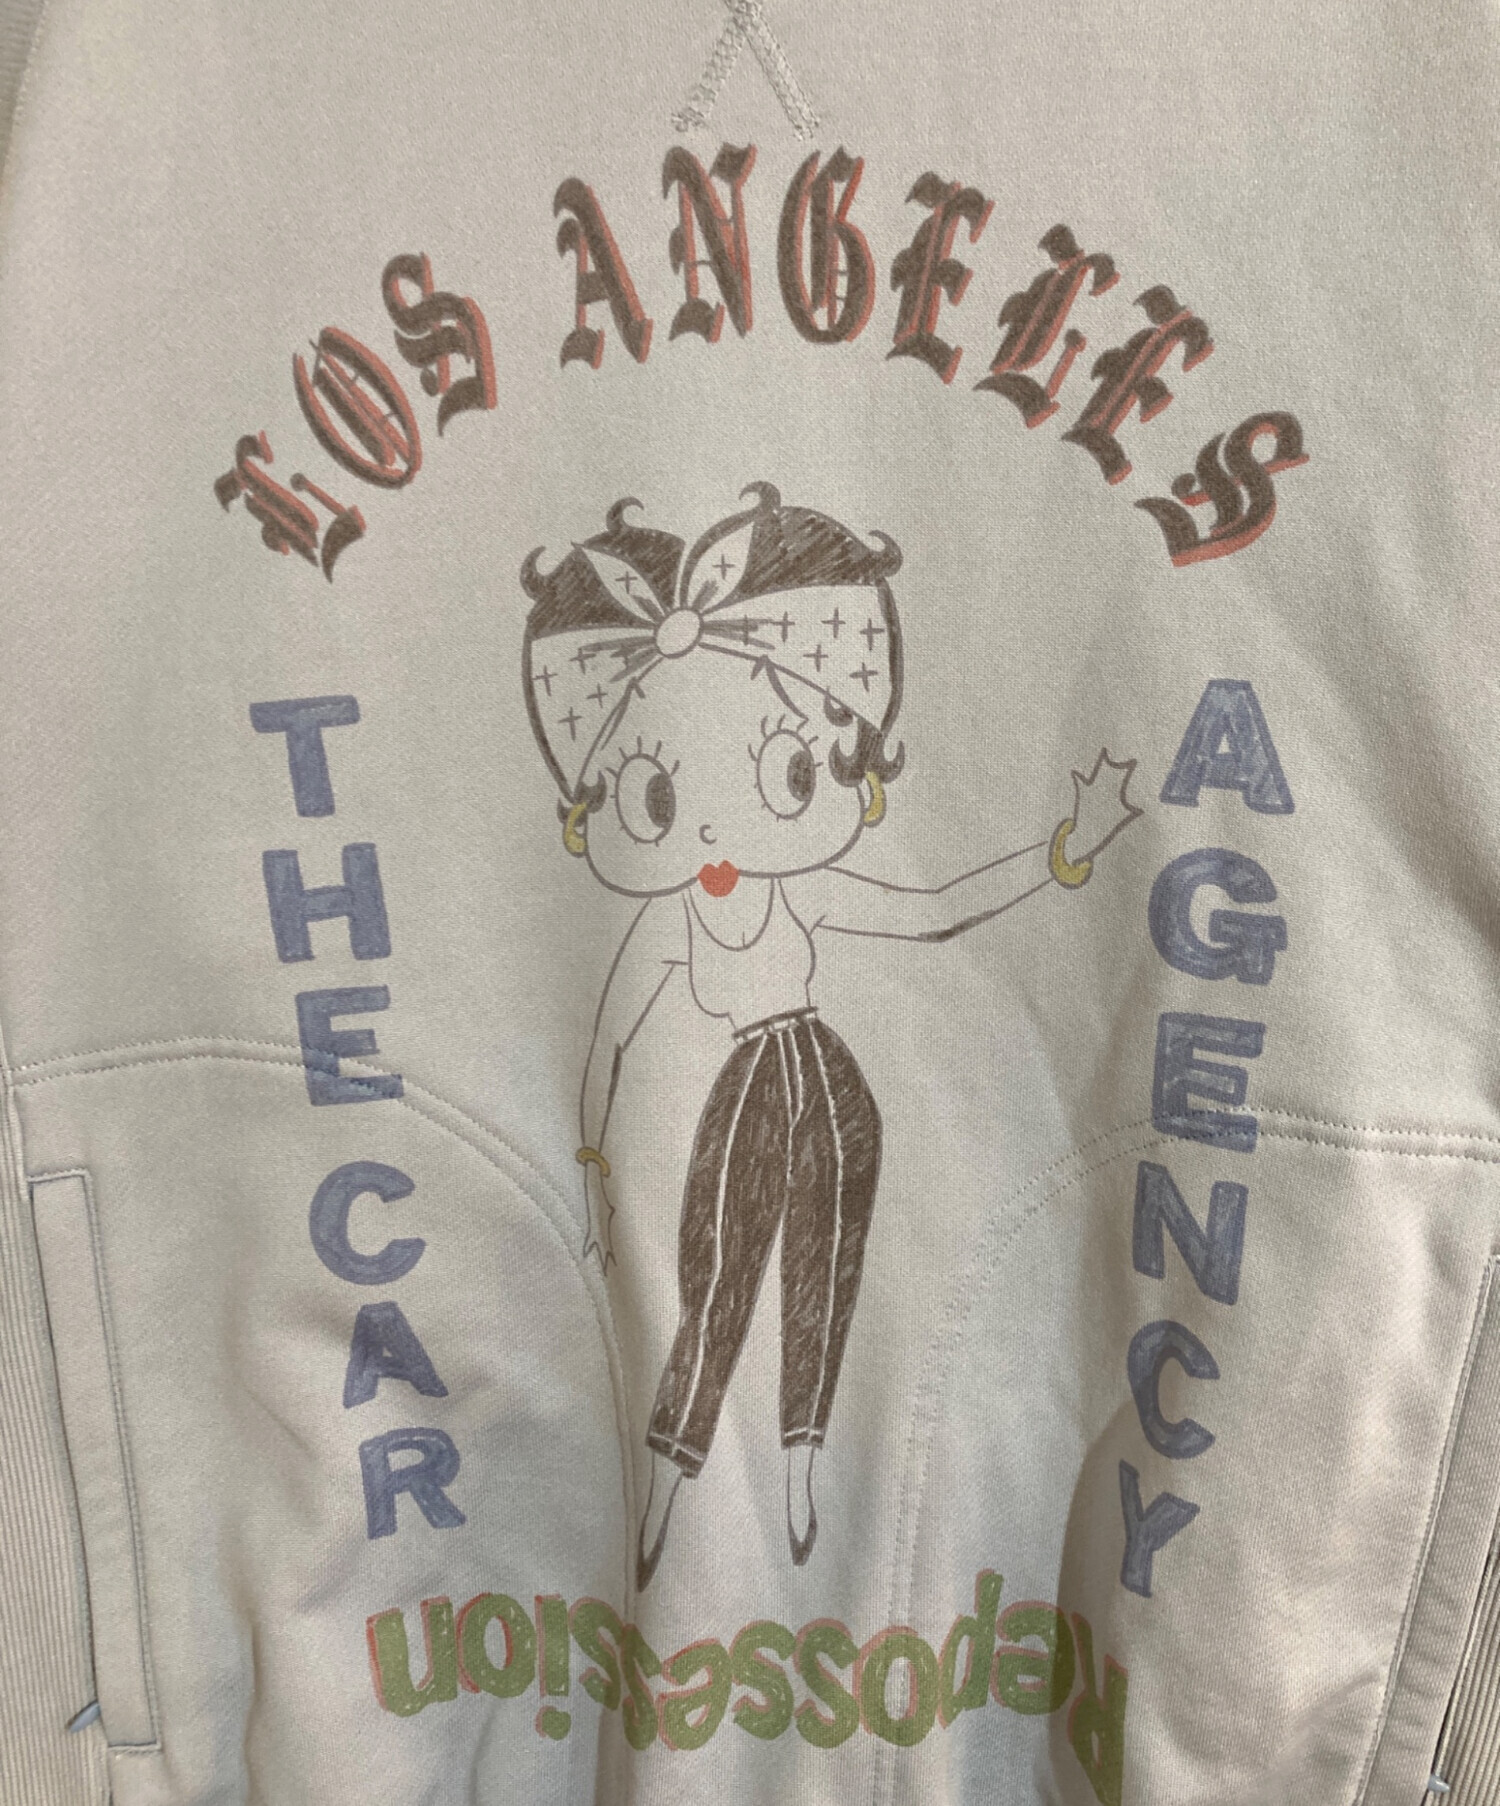 LOS ANGELES
THE CAR
AGENCY
Repossession